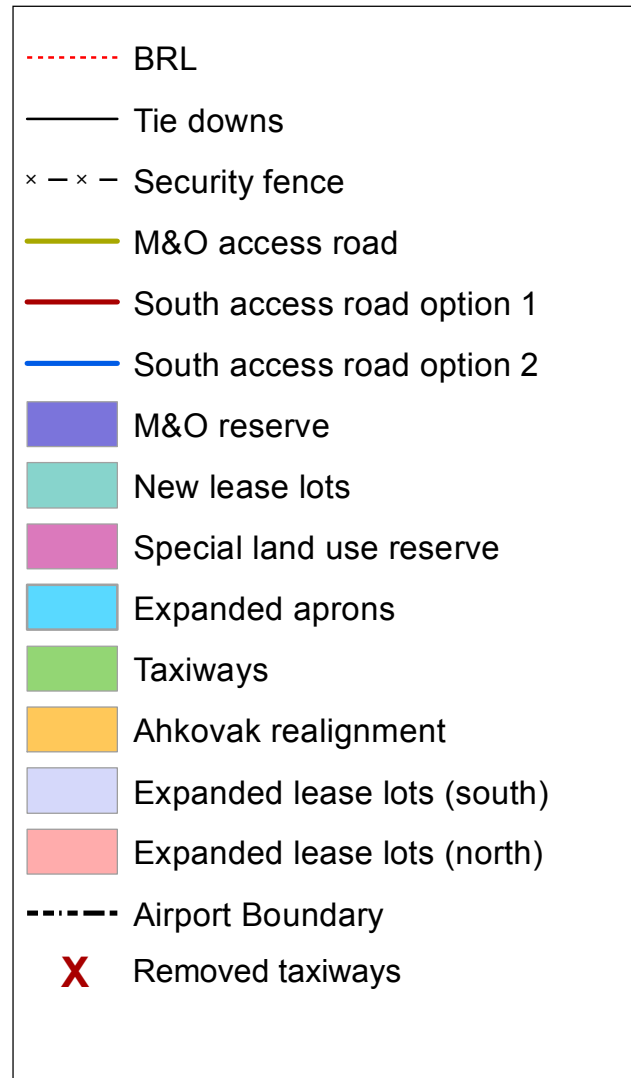 BRL
Tie downs
Security fence
M&O access road
South access road option 1
South access road option 2
M&O reserve
New lease lots
Special land use reserve
Expanded aprons
Taxiways
Ahkovak realignment
Expanded lease lots (south)
Expanded lease lots (north)
Airport Boundary
X Removed taxiways